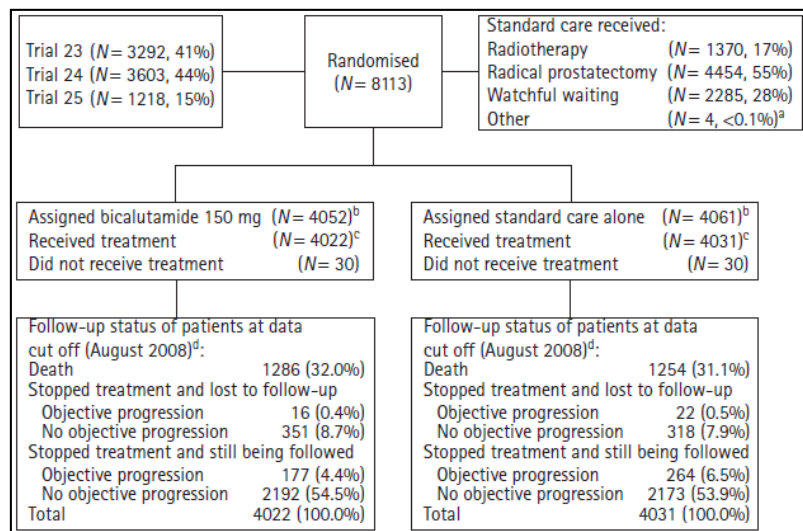 Trial 23 (N= 3292, 41%)
Trial 24 (N= 3603, 44%)
Trial 25 (N= 1218, 15%)
Randomised
(N= 8113)
Standard care received:
Radiotherapy (N= 1370, 17%)
Radical prostatectomy (N= 4454, 55%)
Watchful waiting (N= 2285, 28%)
Other (N= 4, <0.1%)a
Assigned bicalutamide 150 mg (N= 4052)b
Received treatment (N= 4022)c
Did not receive treatment (N= 30)
Assigned standard care alone (N= 4061)b
Received treatment (N= 4031)c
Did not receive treatment (N= 30)
Follow-up status of patients at data
cut off (August 2008)d:
Death 1286 (32.0%)
Stopped treatment and lost to follow-up
Objective progression 16 (0.4%)
No objective progression 351 (8.7%)
Stopped treatment and still being followed
Objective progression 177 (4.4%)
No objective progression 2192 (54.5%)
Total 4022 (100.0%)
Follow-up status of patients at data
cut off (August 2008)d:
Death 1254 (31.1%)
Stopped treatment and lost to follow-up
Objective progression 22 (0.5%)
No objective progression 318 (7.9%)
Stopped treatment and still being followed
Objective progression 264 (6.5%)
No objective progression 2173 (53.9%)
Total 4031 (100.0%)